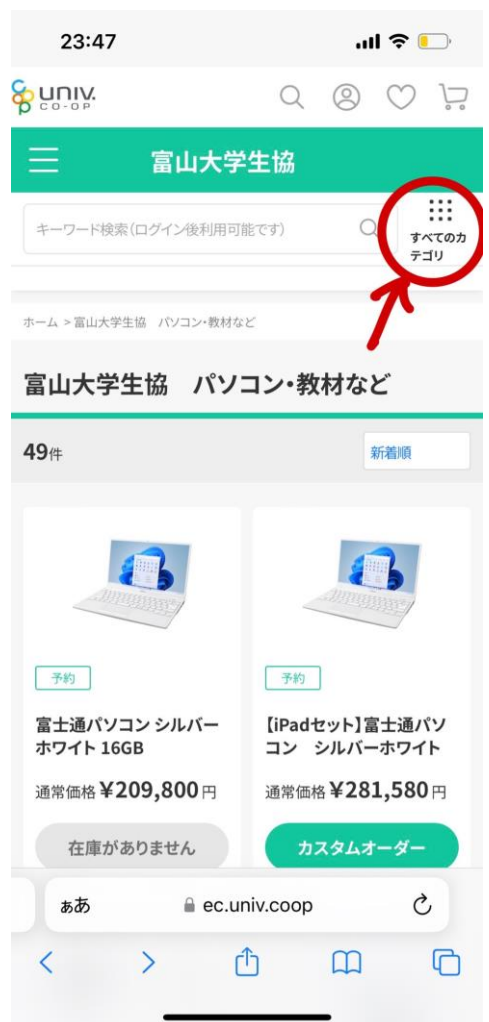 23:47
UNIV.
CO-OP
富山大学生協
キーワード検索(ログイン後利用可能です)
すべてのカ
テゴリ
ホーム > 富山大学生協 パソコン・教材など
富山大学生協 パソコン・教材など
49件
新着順
予約
富士通パソコン シルバー
ホワイト 16GB
通常価格 ¥209,800 円
在庫がありません
予約
【iPadセット】富士通パソ
コン シルバーホワイト
通常価格 ¥281,580 円
カスタムオーダー
ぁあ
ec.univ.coop